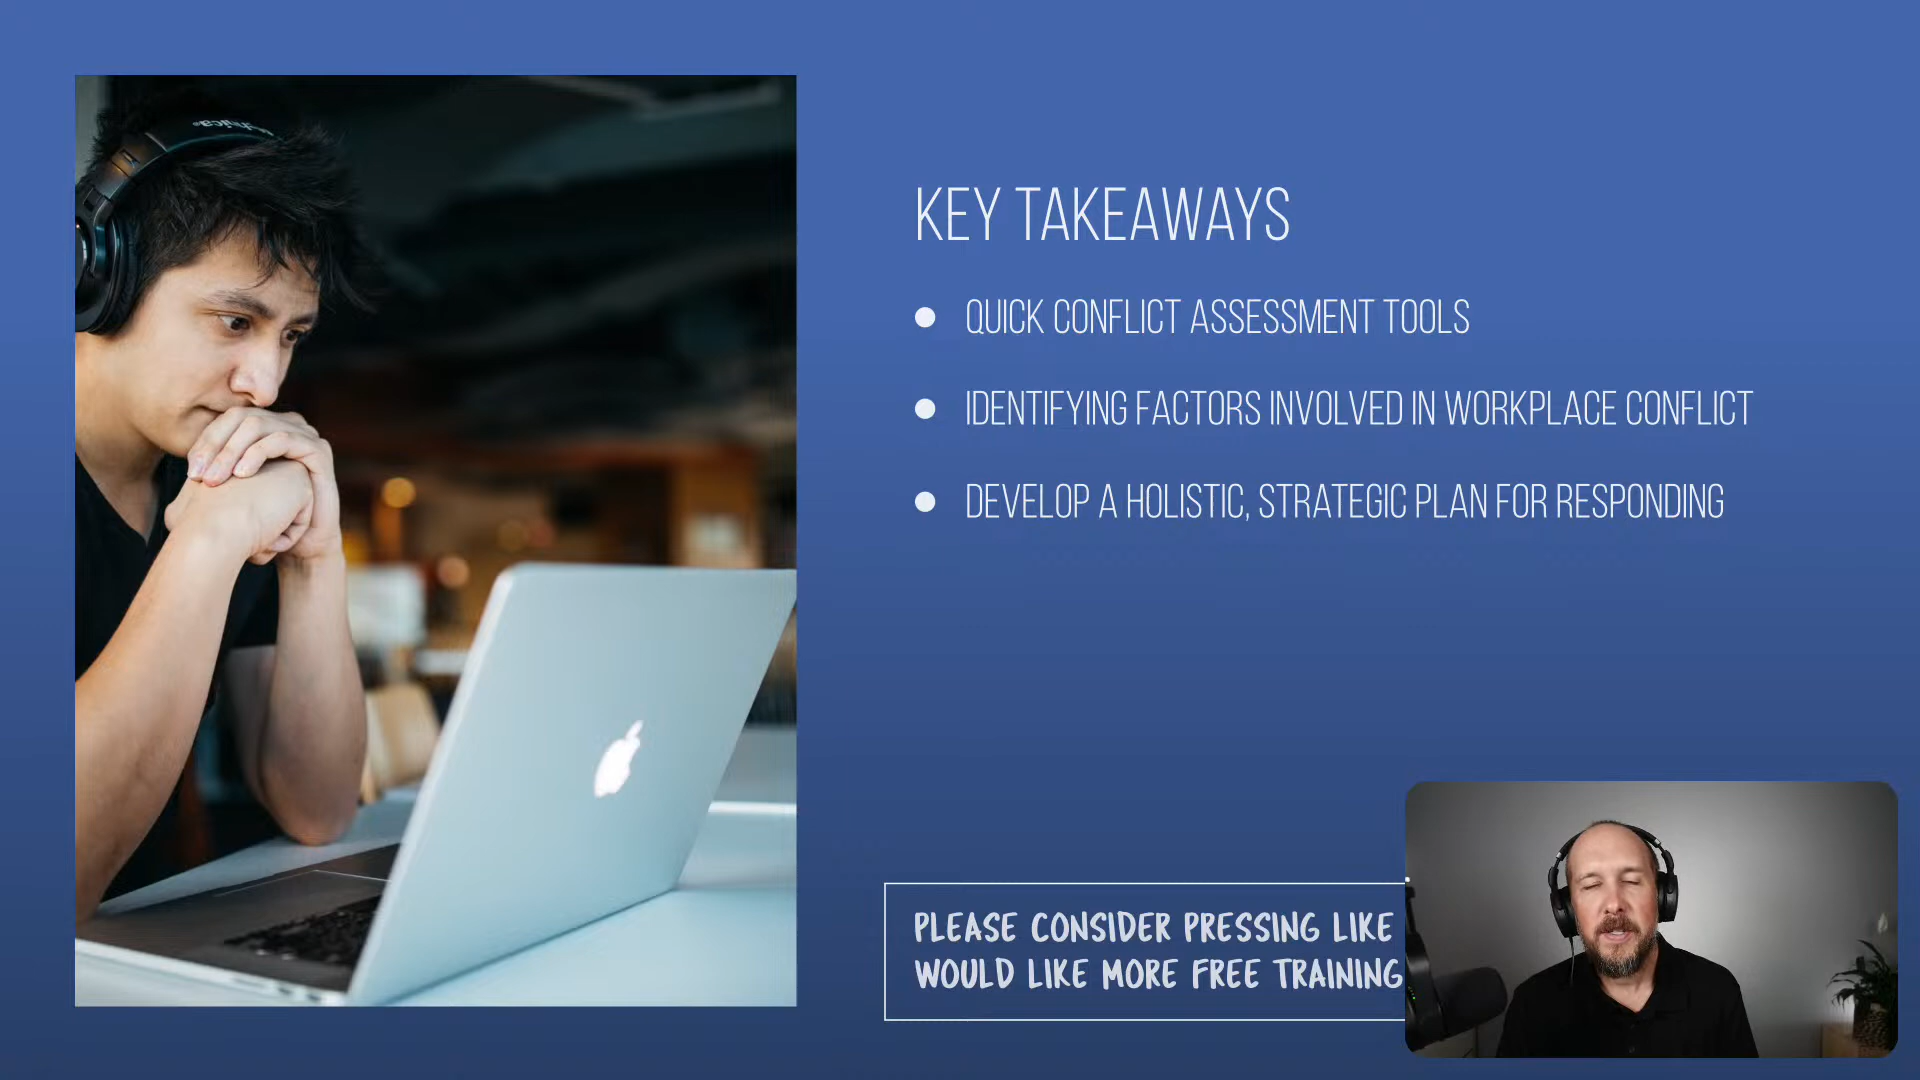 KEY TAKEAWAYS
QUICK CONFLICT ASSESSMENT TOOLS
IDENTIFYING FACTORS INVOLVED IN WORKPLACE CONFLICT
DEVELOP A HOLISTIC, STRATEGIC PLAN FOR RESPONDING
PLEASE CONSIDER PRESSING LIKE
WOULD LIKE MORE FREE TRAINING